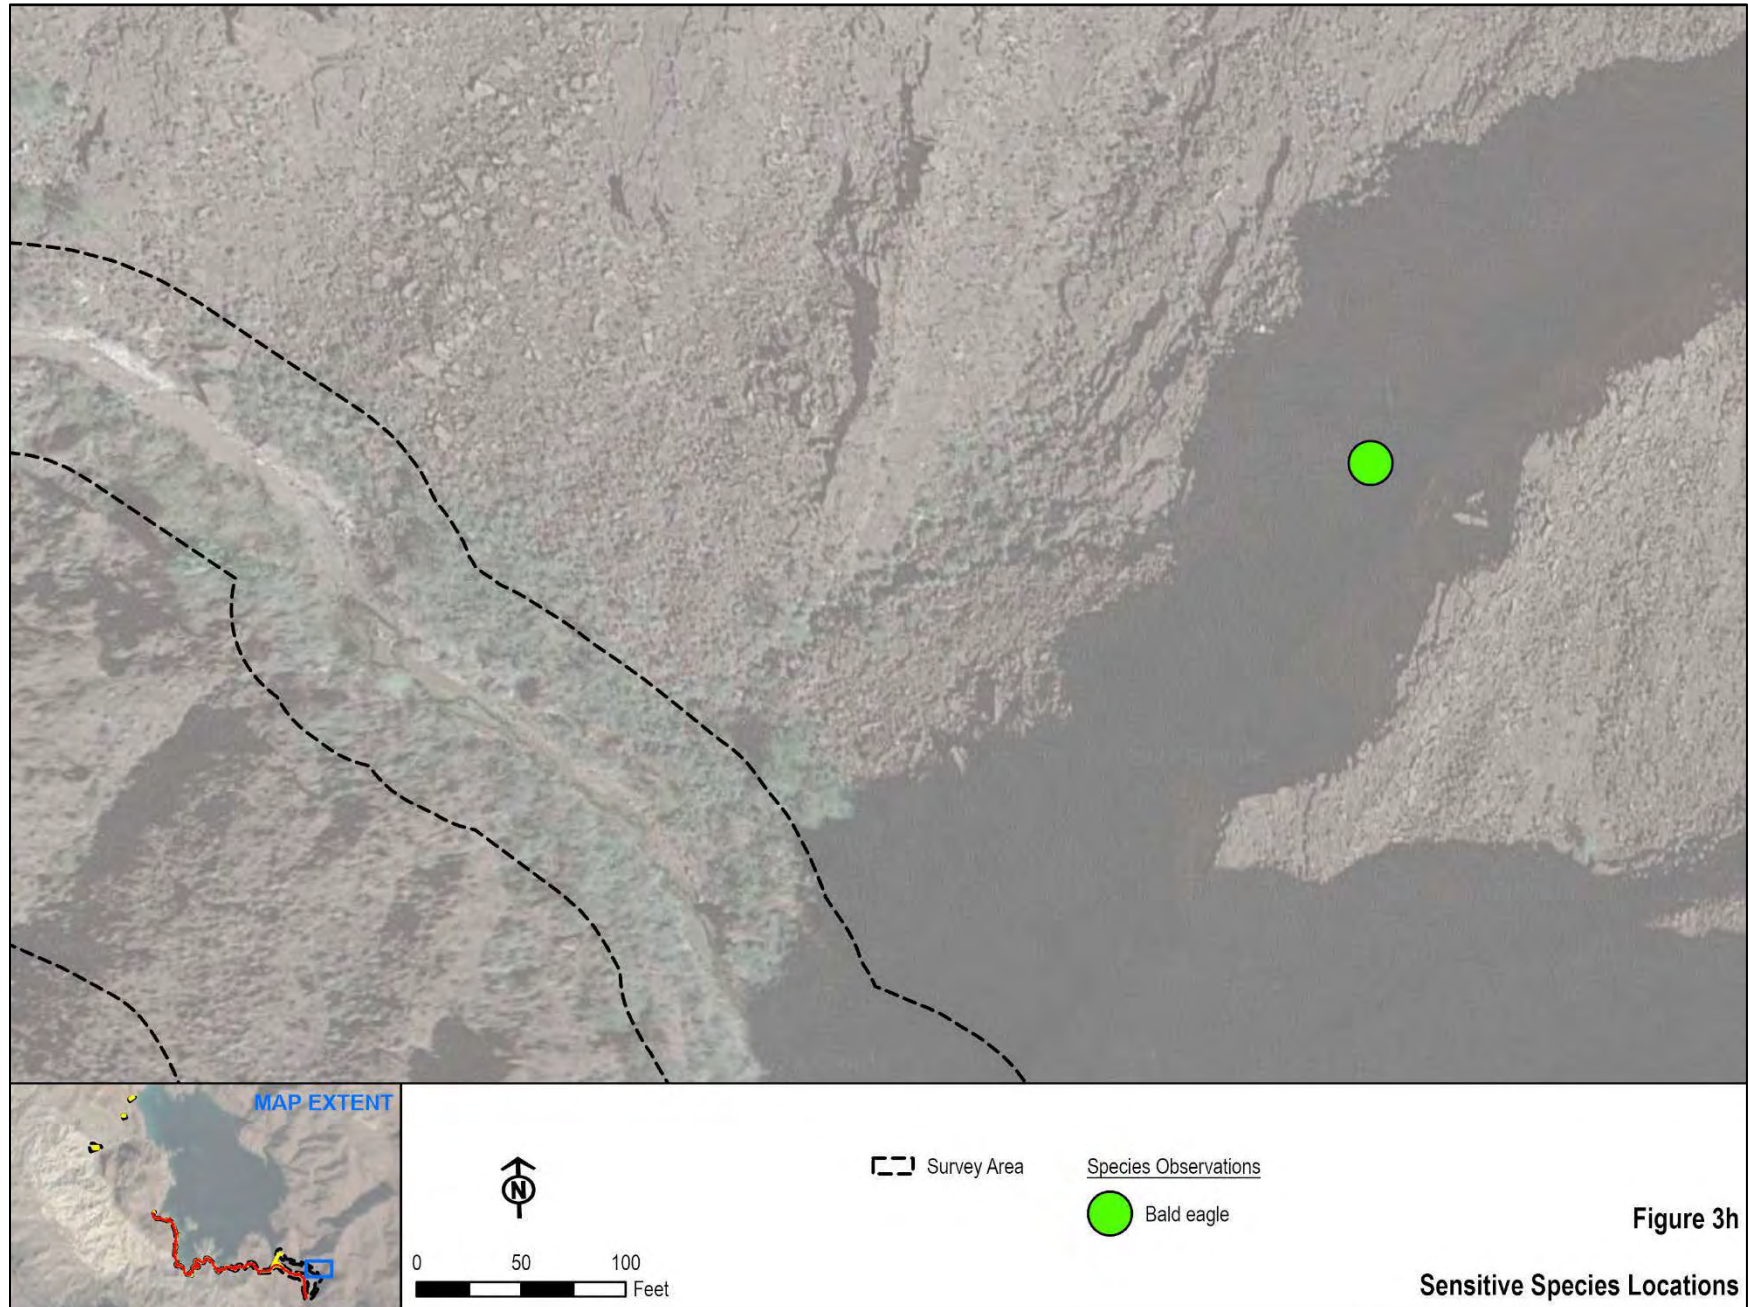 MAP EXTENT
N
0 50 100
Feet
Survey Area
Species Observations
Bald eagle
Figure 3h
Sensitive Species Locations